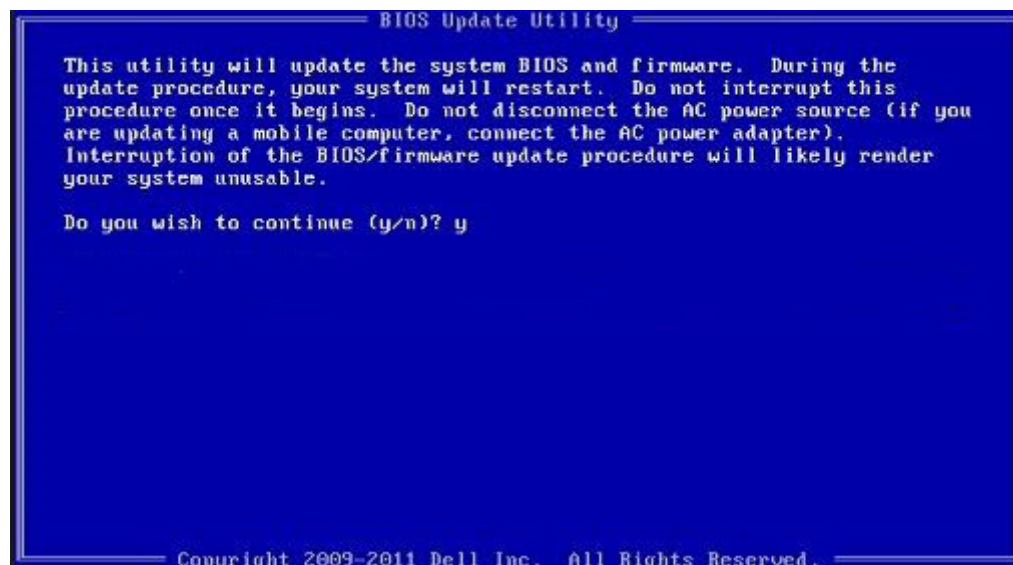 BIOS Update Utility
This utility will update the system BIOS and firmware. During the
update procedure, your system will restart. Do not interrupt this
procedure once it begins. Do not disconnect the AC power source (if you
are updating a mobile computer, connect the AC power adapter).
Interruption of the BIOS/firmware update procedure will likely render
your system unusable.
Do you wish to continue (y/n)? y
Copyright 2009-2011 Dell Inc. All Rights Reserved.